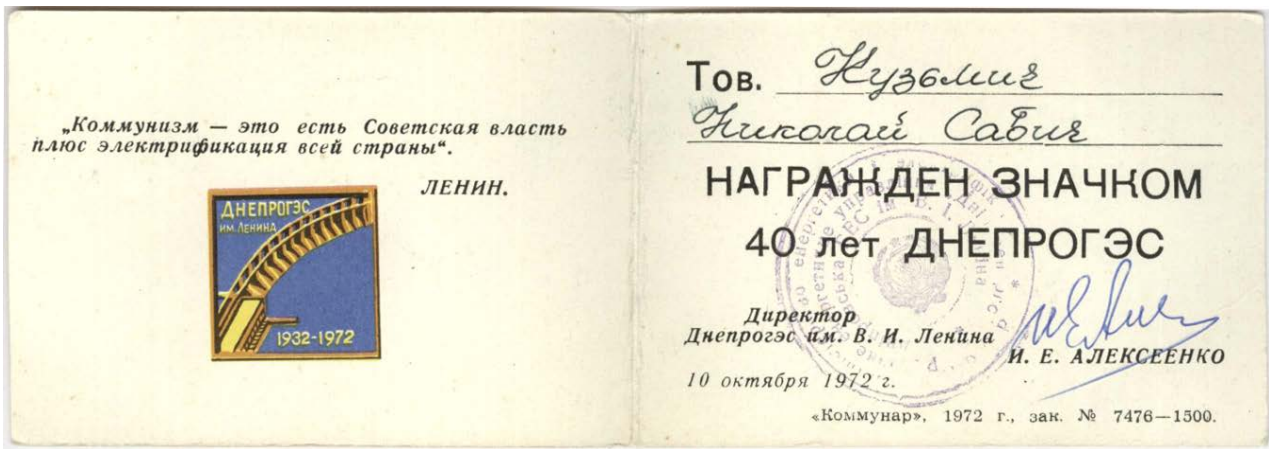 „Коммунизм — это есть Советская власть
плюс электрификация всей страны“.
ЛЕНИН.
ДНЕПРОГЭС
ИМ. ЛЕНИНА
1932-1972
Тов. Кузьмич
Николай Савич
НАГРАЖДЕН ЗНАЧКОМ
40 лет ДНЕПРОГЭС
Директор
Днепрогэс им. В. И. Ленина
И. Е. АЛЕКСЕЕНКО
10 октября 1972 г.
«Коммунар», 1972 г., зак. № 7476—1500.